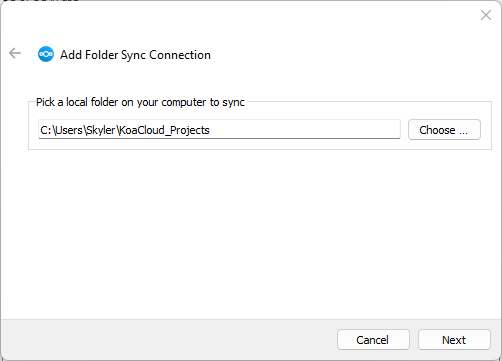 Add Folder Sync Connection
Pick a local folder on your computer to sync
C:\Users\Skyler\KoaCloud_Projects
Choose ...
Cancel
Next